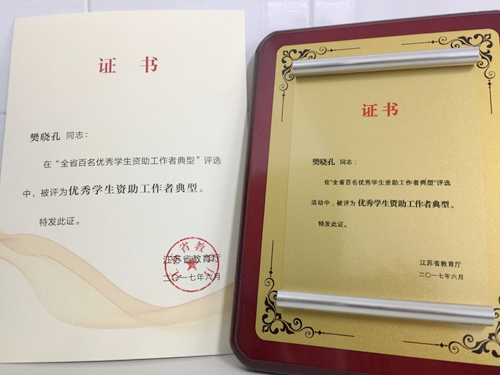 证书
樊晓孔 同志：
在“全省百名优秀学生资助工作者典型”评选
中，被评为优秀学生资助工作者典型。
特发此证。
江苏省教育厅
二〇一七年六月
证书
樊晓孔 同志：
在“全省百名优秀学生资助工作者典型”评选
活动中，被评为优秀学生资助工作者典型。
特发此证。
江苏省教育厅
二〇一七年六月